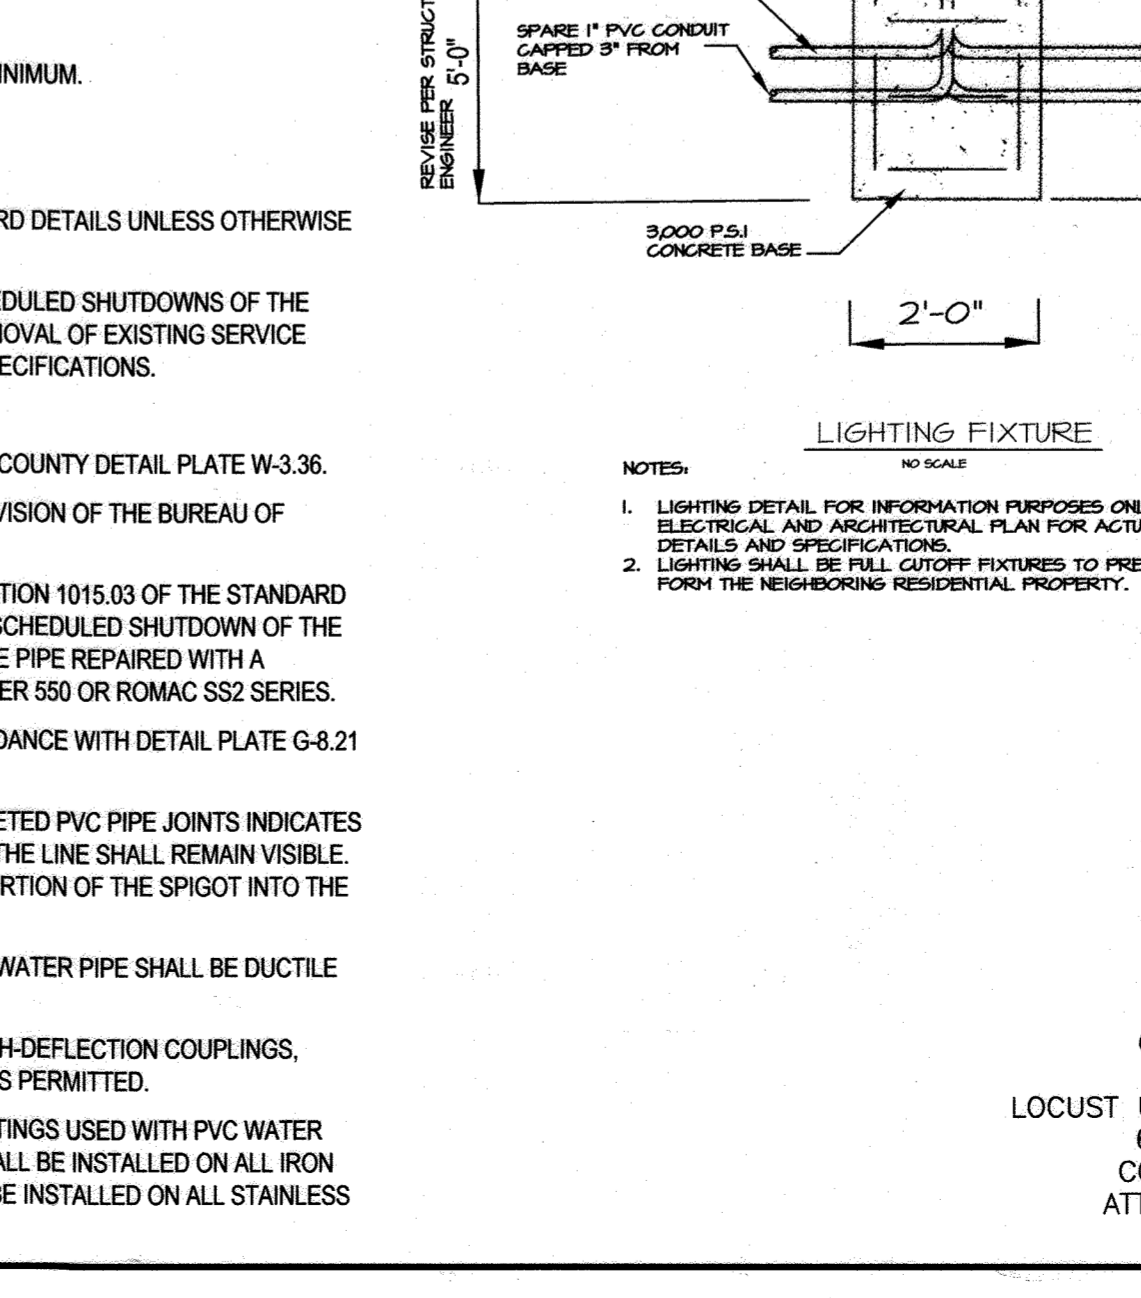 INIMUM.
RD DETAILS UNLESS OTHERWISE
EDULED SHUTDOWNS OF THE
MOVAL OF EXISTING SERVICE
ECIFICATIONS.
COUNTY DETAIL PLATE W-3.36.
VISION OF THE BUREAU OF
TION 1015.03 OF THE STANDARD
SCHEDULED SHUTDOWN OF THE
E PIPE REPAIRED WITH A
ER 550 OR ROMAC SS2 SERIES.
DANCE WITH DETAIL PLATE G-8.21
ETED PVC PIPE JOINTS INDICATES
THE LINE SHALL REMAIN VISIBLE.
RTION OF THE SPIGOT INTO THE
WATER PIPE SHALL BE DUCTILE
H-DEFLECTION COUPLINGS,
S PERMITTED.
TINGS USED WITH PVC WATER
ALL BE INSTALLED ON ALL IRON
BE INSTALLED ON ALL STAINLESS
REVISE PER STRUCT
ENGINEER 5'-0"
SPARE 1" PVC CONDUIT
CAPPED 3" FROM
BASE
3,000 P.S.I
CONCRETE BASE
2'-0"
LIGHTING FIXTURE
NO SCALE
NOTES:
1. LIGHTING DETAIL FOR INFORMATION PURPOSES ONL
ELECTRICAL AND ARCHITECTURAL PLAN FOR ACTU
DETAILS AND SPECIFICATIONS.
2. LIGHTING SHALL BE FULL CUTOFF FIXTURES TO PRE
FORM THE NEIGHBORING RESIDENTIAL PROPERTY.
LOCUST
CO
ATT